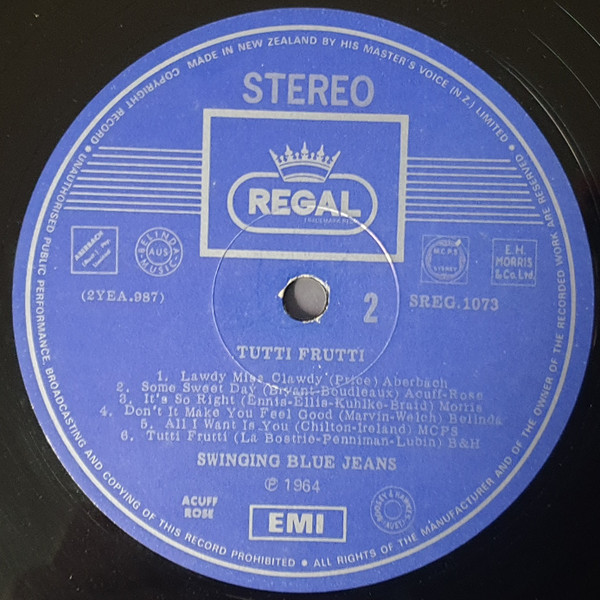 MADE IN NEW ZEALAND BY HIS MASTER'S VOICE (N.Z.) LIMITED • ALL RIGHTS OF THE MANUFACTURER AND OF THE OWNER OF THE RECORDED WORK ARE RESERVED
UNAUTHORISED PUBLIC PERFORMANCE, BROADCASTING AND COPYING OF THIS RECORD PROHIBITED •
COPYRIGHT RECORD •
STEREO
REGAL
TRADEMARK
ABERBACH
BELINDA
AUS
MUSIC
M.C.P.S
STEREO
E.H.
MORRIS
& Co. Ltd.
(2YEA.987)
2
SREG.1073
TUTTI FRUTTI
1. Lawdy Miss Clawdy (Price) Aberbach
2. Some Sweet Day (Bryant-Boudleaux) Acuff-Rose
3. It's So Right (Ennis-Ellis-Kuhlke-Braid) Morris
4. Don't It Make You Feel Good (Marvin-Welch) Belinda
5. All I Want Is You (Chilton-Ireland) MCPS
6. Tutti Frutti (La Bostrie-Penniman-Lubin) B&H
SWINGING BLUE JEANS
℗ 1964
ACUFF
ROSE
EMI
BOOSEY & HAWKES